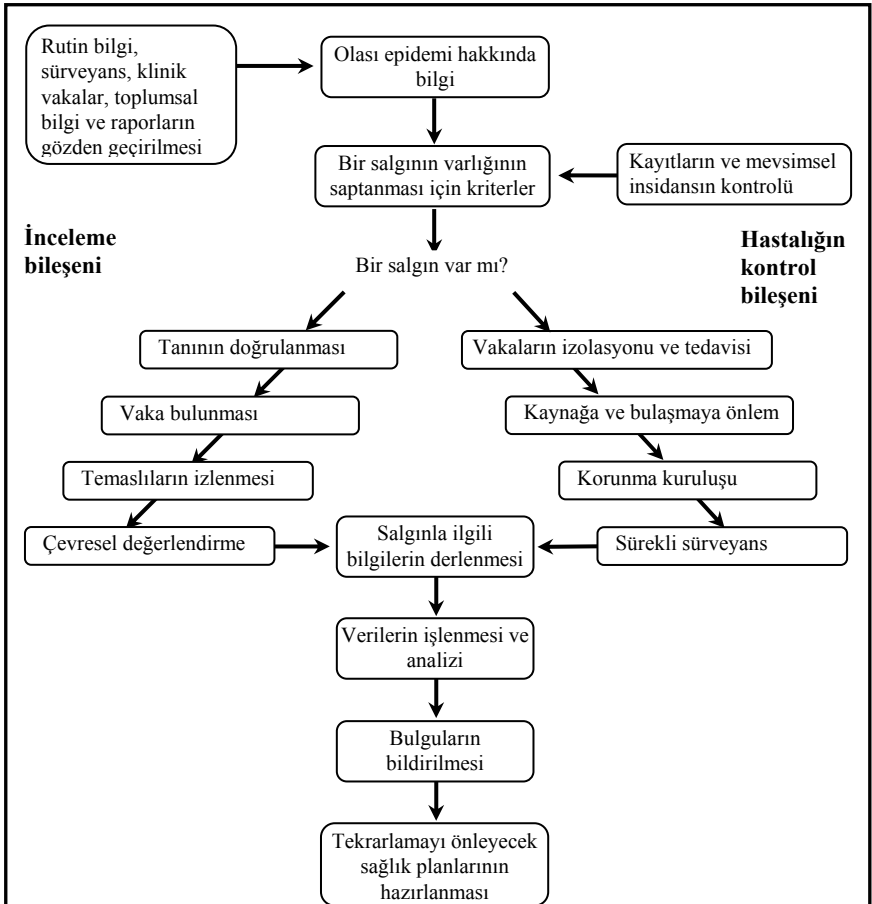 Rutin bilgi,
sürveyans, klinik
vakalar, toplumsal
bilgi ve raporların
gözden geçirilmesi
Olası epidemi hakkında
bilgi
Bir salgının varlığının
saptanması için kriterler
Kayıtların ve mevsimsel
insidansın kontrolü
İnceleme
bileşeni
Hastalığın
kontrol
bileşeni
Bir salgın var mı?
Tanının doğrulanması
Vakaların izolasyonu ve tedavisi
Vaka bulunması
Kaynağa ve bulaşmaya önlem
Temaslıların izlenmesi
Korunma kuruluşu
Çevresel değerlendirme
Salgınla ilgili
bilgilerin derlenmesi
Sürekli sürveyans
Verilerin işlenmesi ve
analizi
Bulguların
bildirilmesi
Tekrarlamayı önleyecek
sağlık planlarının
hazırlanması